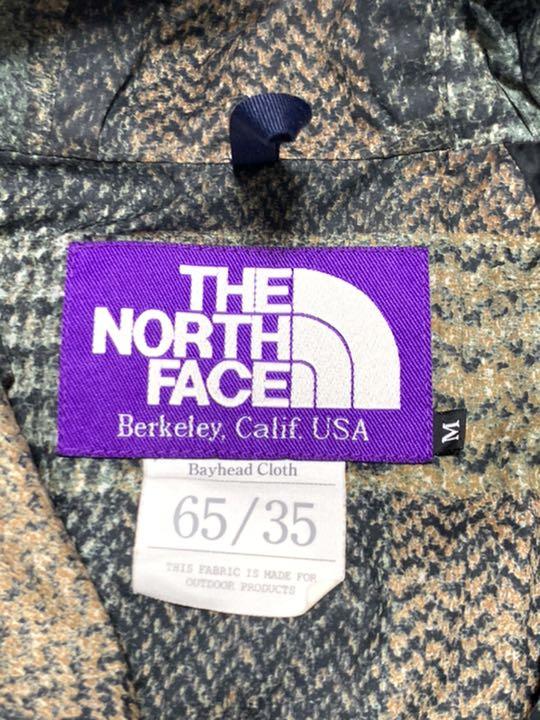 THE
NORTH
FACE
Berkeley, Calif. USA
M
Bayhead Cloth
65/35
THIS FABRIC IS MADE FOR
OUTDOOR PRODUCTS